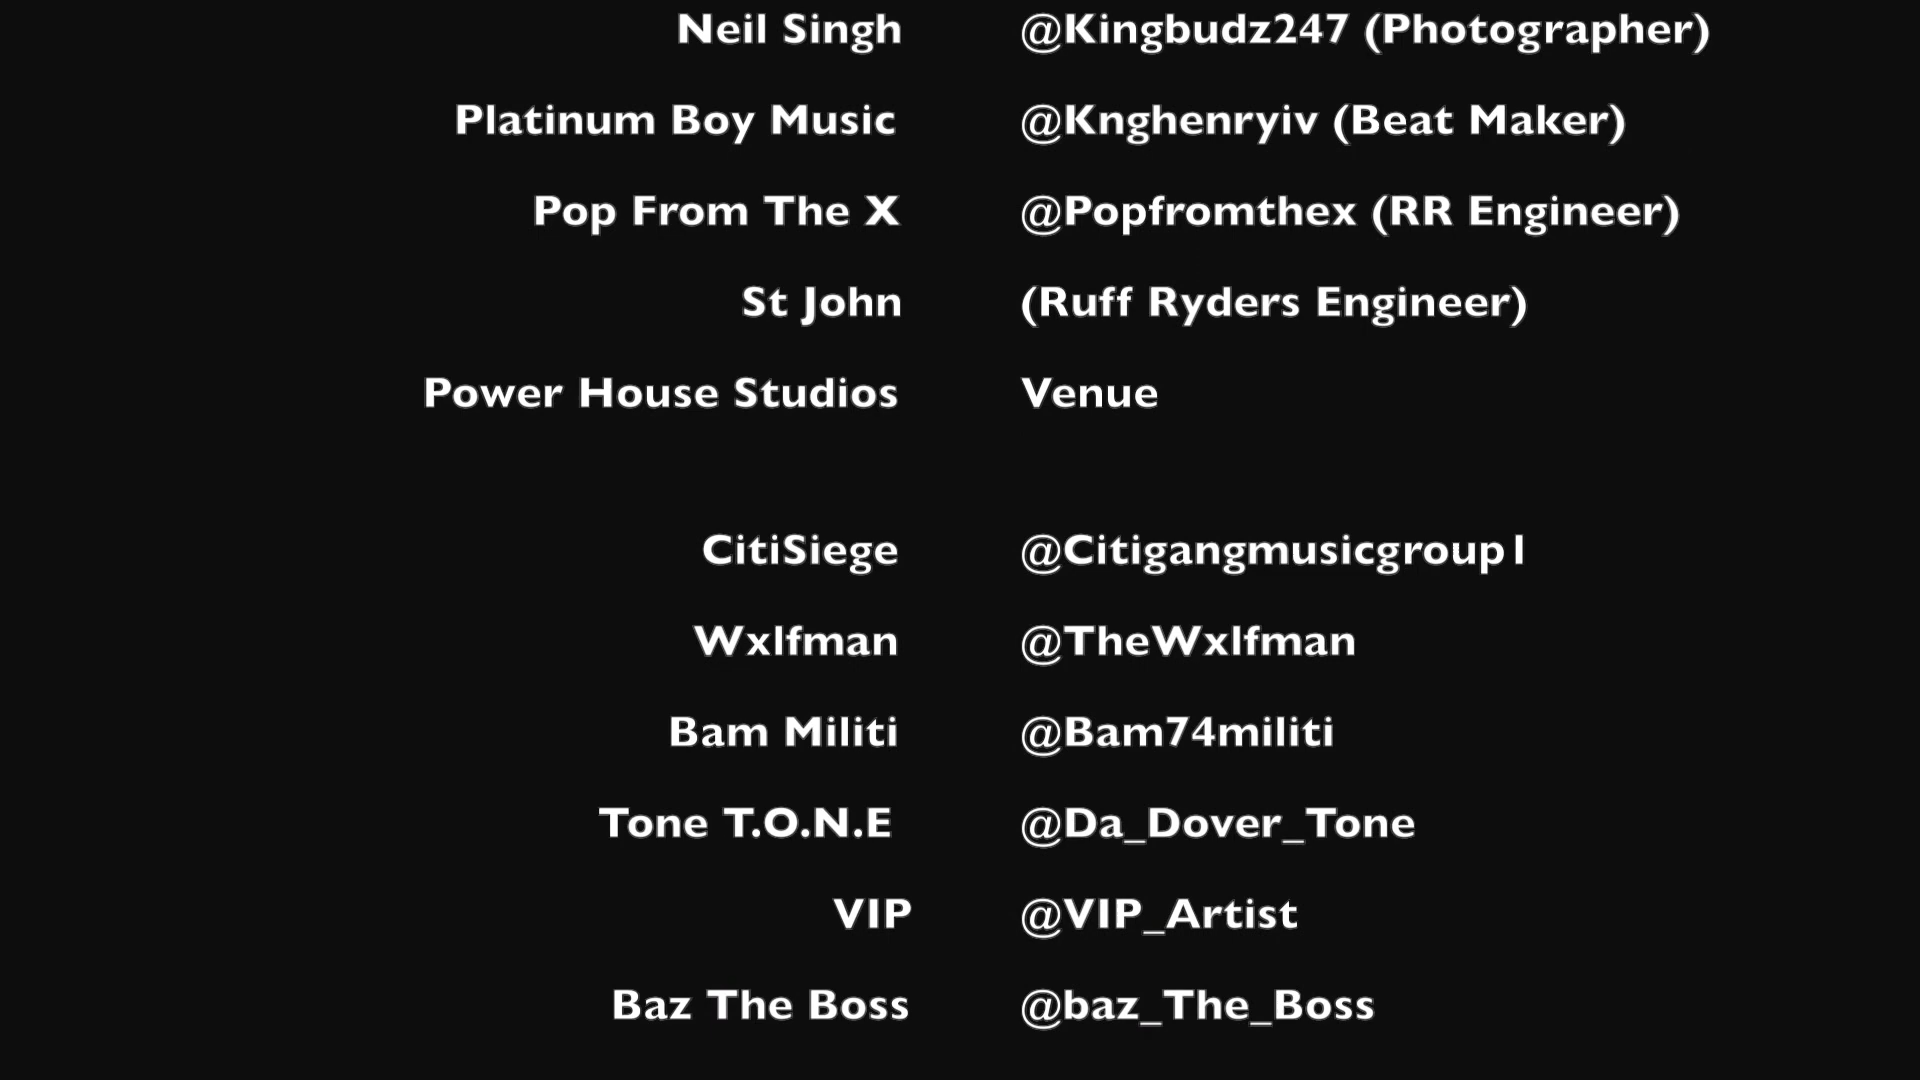 Neil Singh @Kingbudz247 (Photographer)
Platinum Boy Music @Knghenryiv (Beat Maker)
Pop From The X @Popfromthex (RR Engineer)
St John (Ruff Ryders Engineer)
Power House Studios Venue
CitiSiege @Citigangmusicgroup1
Wxlfman @TheWxlfman
Bam Militi @Bam74militi
Tone T.O.N.E @Da_Dover_Tone
VIP @VIP_Artist
Baz The Boss @baz_The_Boss